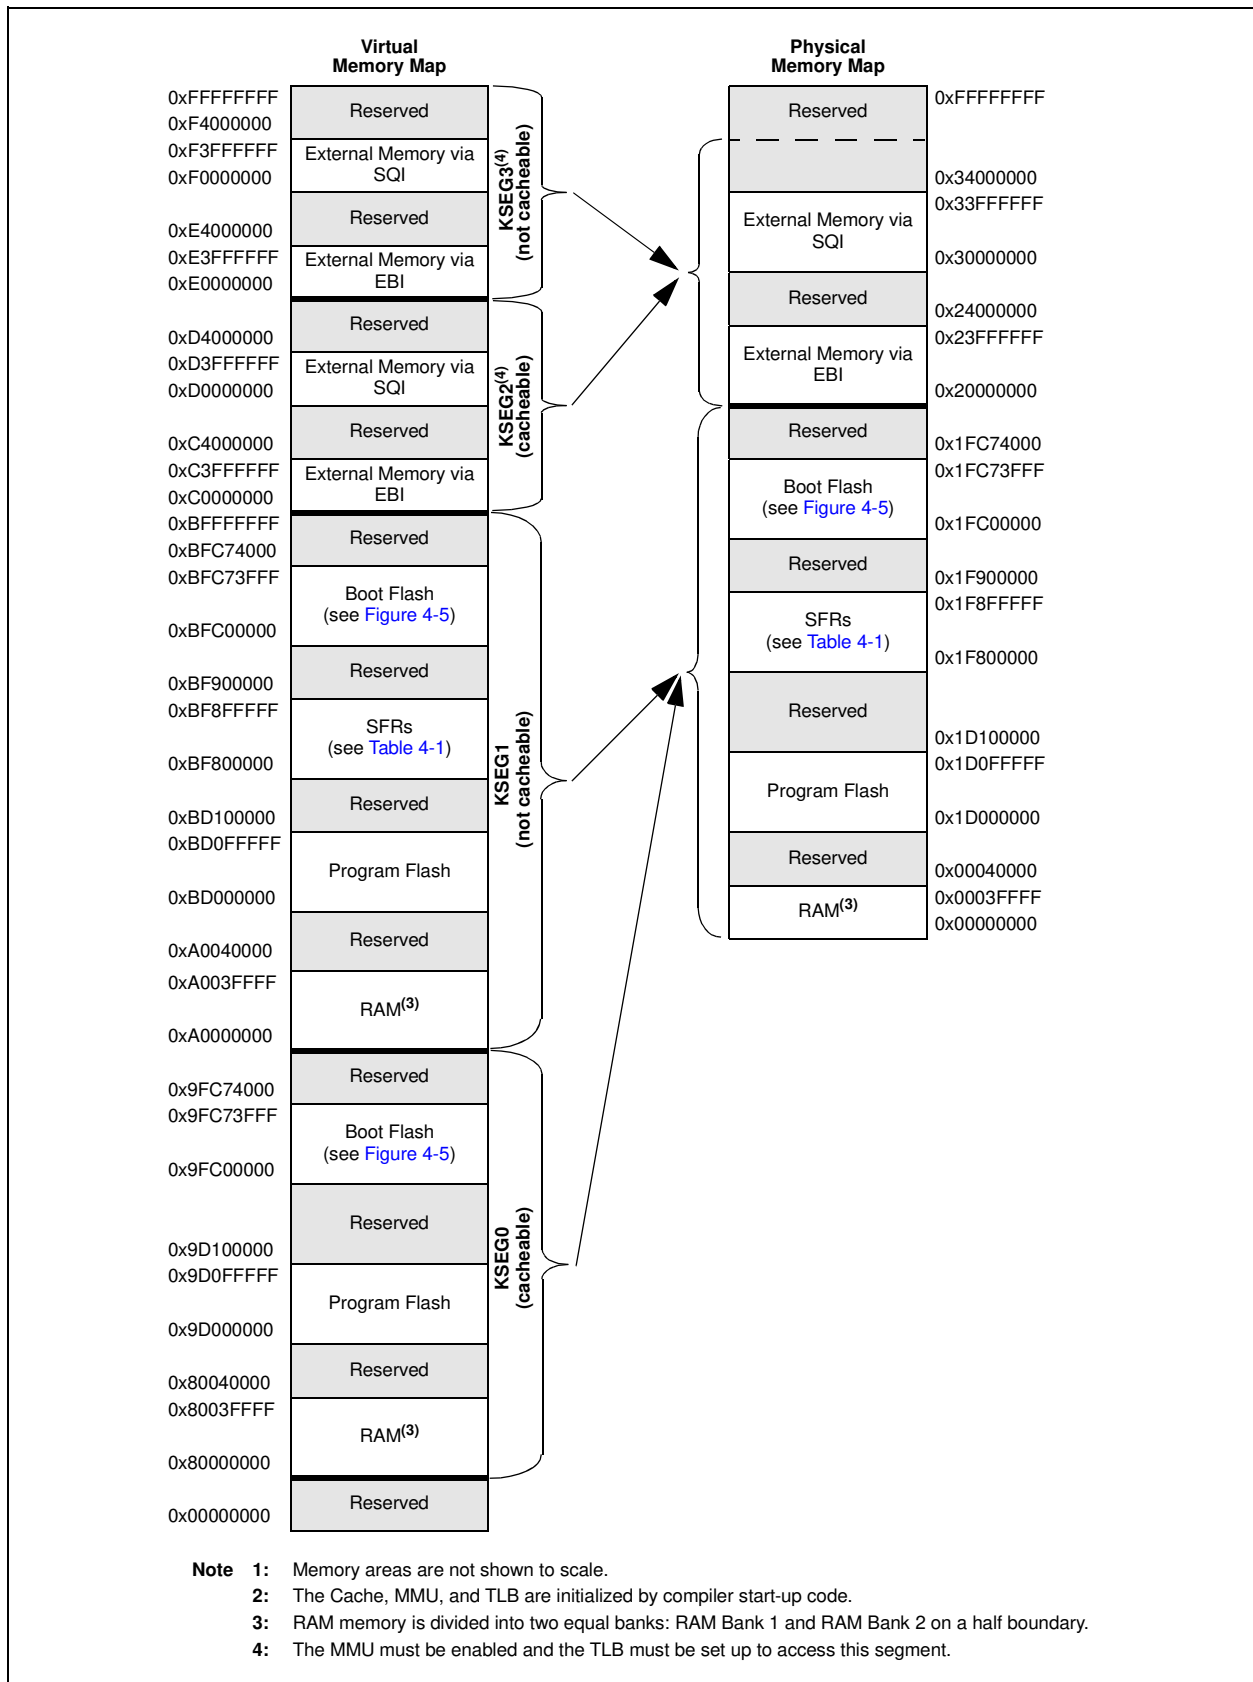 Virtual
Memory Map
0xFFFFFFFF
0xF4000000
0xF3FFFFFF
0xF0000000
0xE4000000
0xE3FFFFFF
0xE0000000
0xD4000000
0xD3FFFFFF
0xD0000000
0xC4000000
0xC3FFFFFF
0xC0000000
0xBFFFFFFF
0xBFC74000
0xBFC73FFF
0xBFC00000
0xBF900000
0xBF8FFFFF
0xBF800000
0xBD100000
0xBD0FFFFF
0xBD000000
0xA0040000
0xA003FFFF
0xA0000000
0x9FC74000
0x9FC73FFF
0x9FC00000
0x9D100000
0x9D0FFFFF
0x9D000000
0x80040000
0x8003FFFF
0x80000000
0x00000000
Reserved
External Memory via
SQI
Reserved
External Memory via
EBI
Reserved
External Memory via
SQI
Reserved
External Memory via
EBI
Reserved
Boot Flash
(see Figure 4-5)
Reserved
SFRs
(see Table 4-1)
Reserved
Program Flash
Reserved
RAM(3)
Reserved
Boot Flash
(see Figure 4-5)
Reserved
Program Flash
Reserved
RAM(3)
Reserved
KSEG3(4)
(not cacheable)
KSEG2(4)
(cacheable)
KSEG1
(not cacheable)
KSEG0
(cacheable)
Physical
Memory Map
Reserved
External Memory via
SQI
Reserved
External Memory via
EBI
Reserved
Boot Flash
(see Figure 4-5)
Reserved
SFRs
(see Table 4-1)
Reserved
Program Flash
Reserved
RAM(3)
0xFFFFFFFF
0x34000000
0x33FFFFFF
0x30000000
0x24000000
0x23FFFFFF
0x20000000
0x1FC74000
0x1FC73FFF
0x1FC00000
0x1F900000
0x1F8FFFFF
0x1F800000
0x1D100000
0x1D0FFFFF
0x1D000000
0x00040000
0x0003FFFF
0x00000000
Note 1: Memory areas are not shown to scale.
2: The Cache, MMU, and TLB are initialized by compiler start-up code.
3: RAM memory is divided into two equal banks: RAM Bank 1 and RAM Bank 2 on a half boundary.
4: The MMU must be enabled and the TLB must be set up to access this segment.